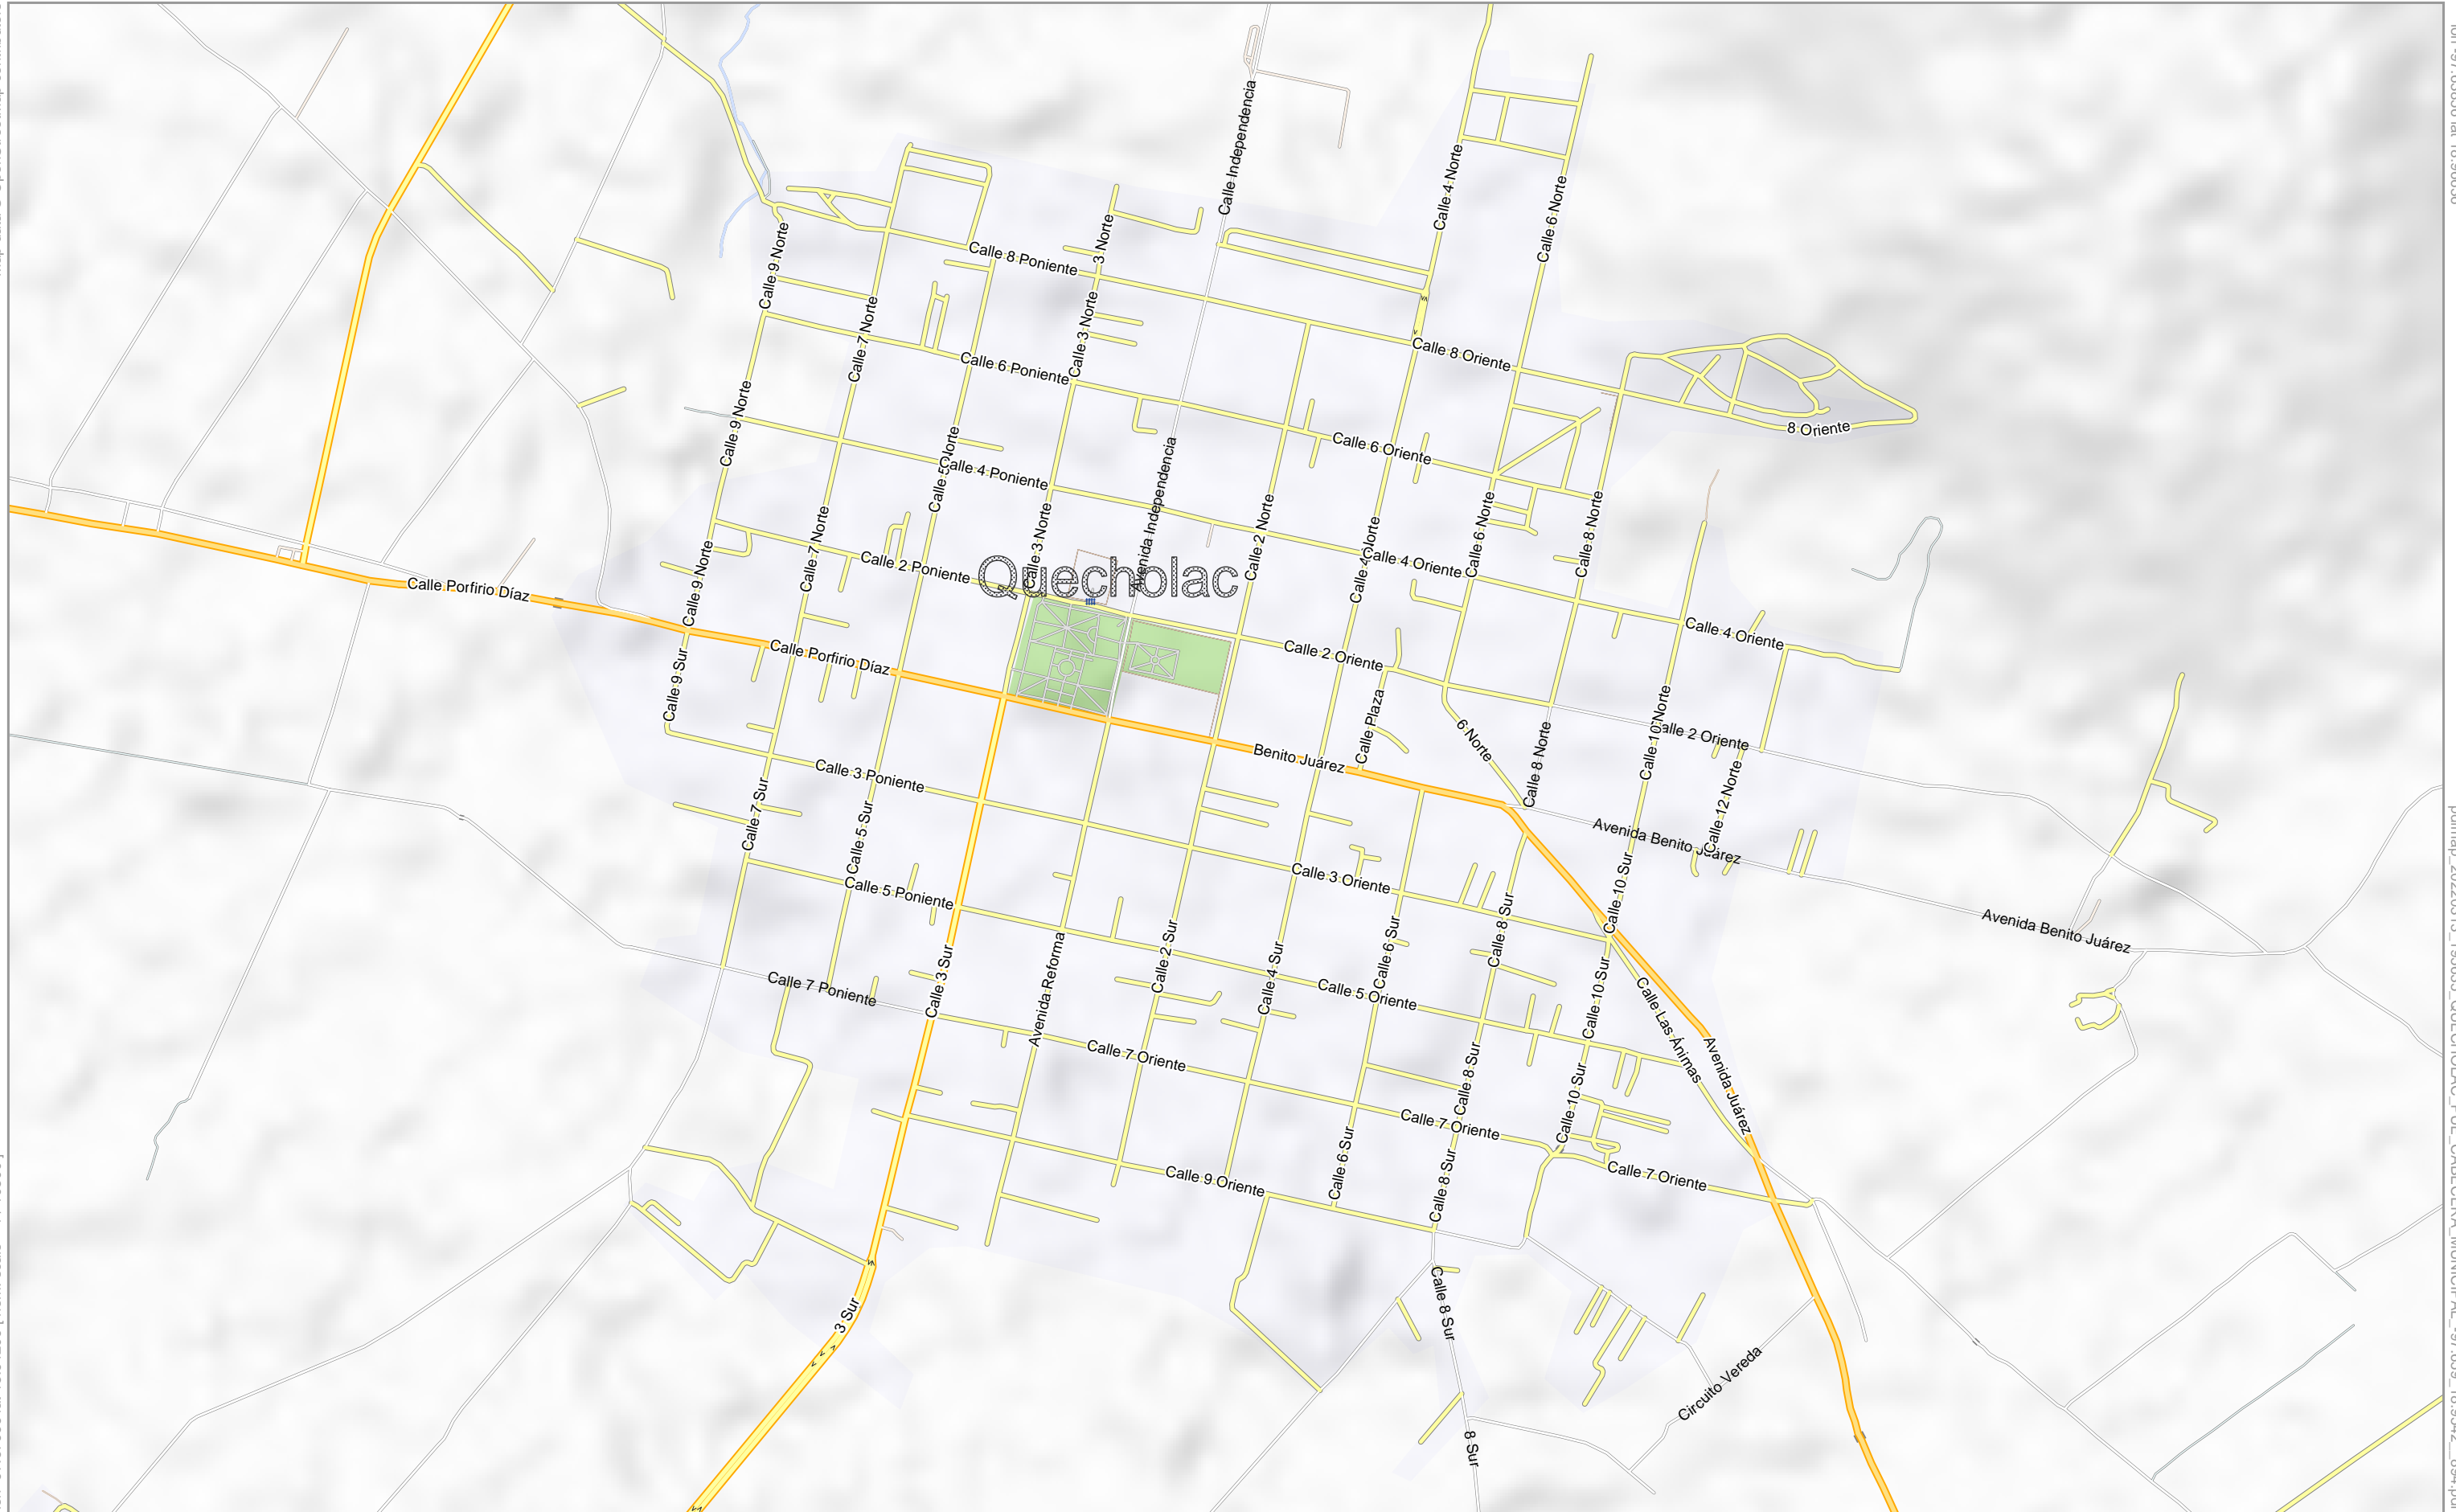 Calle Independencia
Calle 4 Norte
Calle 6 Norte
Calle 9 Norte
3 Norte
Calle 8 Poniente
Calle 7 Norte
Calle 3 Norte
Calle 6 Poniente
Calle 8 Oriente
8 Oriente
Calle 9 Norte
Calle 6 Oriente
Calle 5 Norte
Calle 4 Poniente
Avenida Independencia
Calle 3 Norte
Calle 2 Norte
Calle 4 Norte
Calle 6 Norte
Calle 8 Norte
Calle 7 Norte
Calle 9 Norte
Calle 2 Poniente
Quecholac
Calle 4 Oriente
Calle Porfirio Díaz
Calle 4 Oriente
Calle 2 Oriente
Calle Porfirio Díaz
Calle 9 Sur
Calle Plaza
6 Norte
Calle 8 Norte
Calle 10 Norte
Calle 2 Oriente
Benito Juárez
Calle 3 Poniente
Calle 12 Norte
Calle 7 Sur
Calle 5 Sur
Avenida Benito Juárez
Calle 3 Oriente
Calle 5 Poniente
Calle 10 Sur
Avenida Benito Juárez
Calle 8 Sur
Calle 6 Sur
Calle 2 Sur
Calle 4 Sur
Calle 3 Sur
Avenida Reforma
Calle 7 Poniente
Calle 5 Oriente
Calle 10 Sur
Calle Las Ánimas
Avenida Juárez
Calle 7 Oriente
Calle 8 Sur
Calle 10 Sur
Calle 7 Oriente
Calle 6 Sur
Calle 9 Oriente
Calle 8 Sur
Calle 7 Oriente
3 Sur
Calle 8 Sur
Circuito Vereda
8 Sur